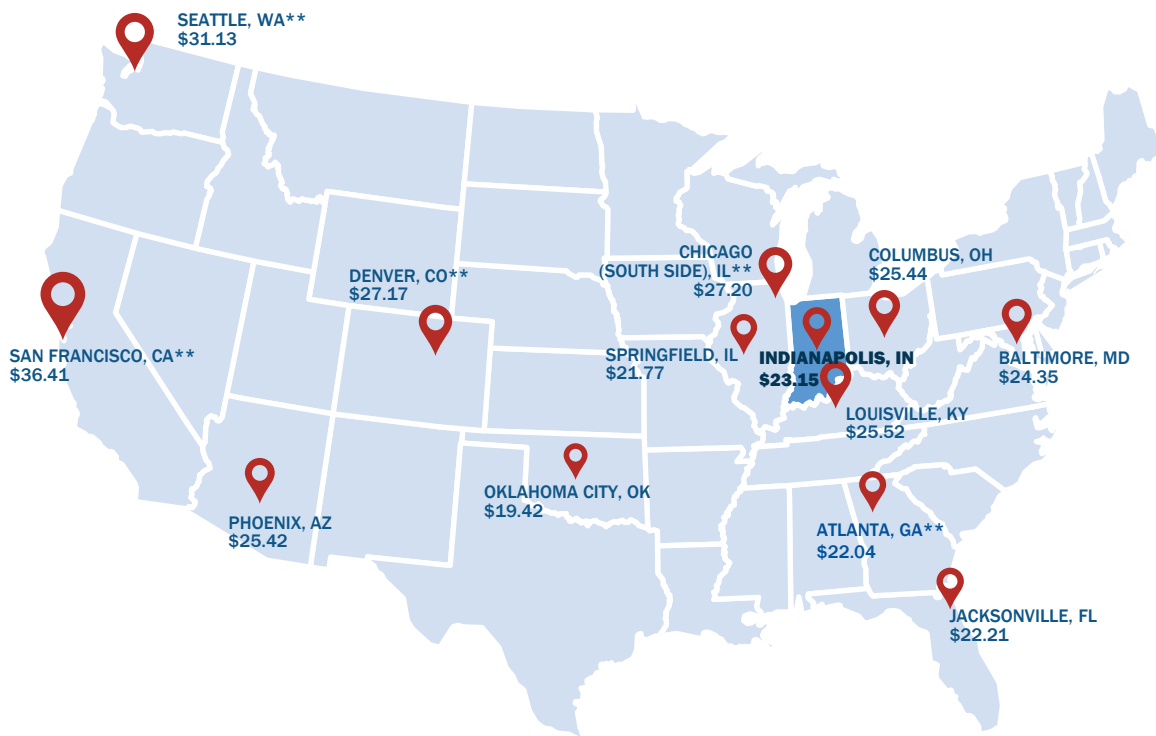 SEATTLE, WA**
$31.13
CHICAGO
(SOUTH SIDE), IL**
$27.20
COLUMBUS, OH
$25.44
DENVER, CO**
$27.17
SAN FRANCISCO, CA**
$36.41
SPRINGFIELD, IL
$21.77
INDIANAPOLIS, IN
$23.15
BALTIMORE, MD
$24.35
LOUISVILLE, KY
$25.52
OKLAHOMA CITY, OK
$19.42
PHOENIX, AZ
$25.42
ATLANTA, GA**
$22.04
JACKSONVILLE, FL
$22.21